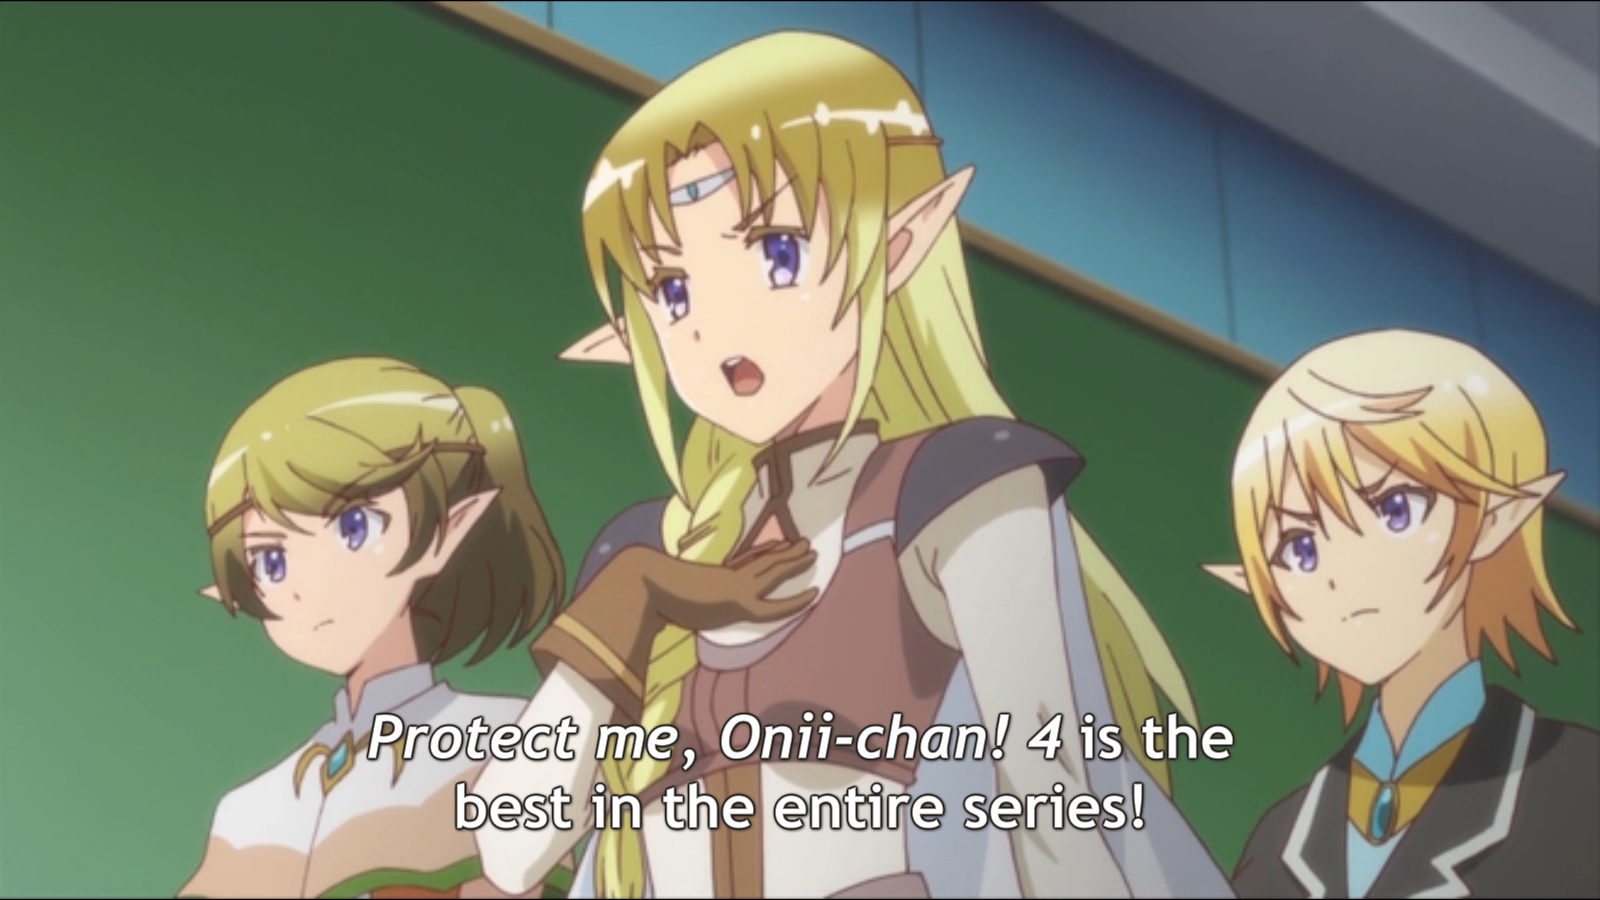 Protect me, Onii-chan! 4 is the
best in the entire series!